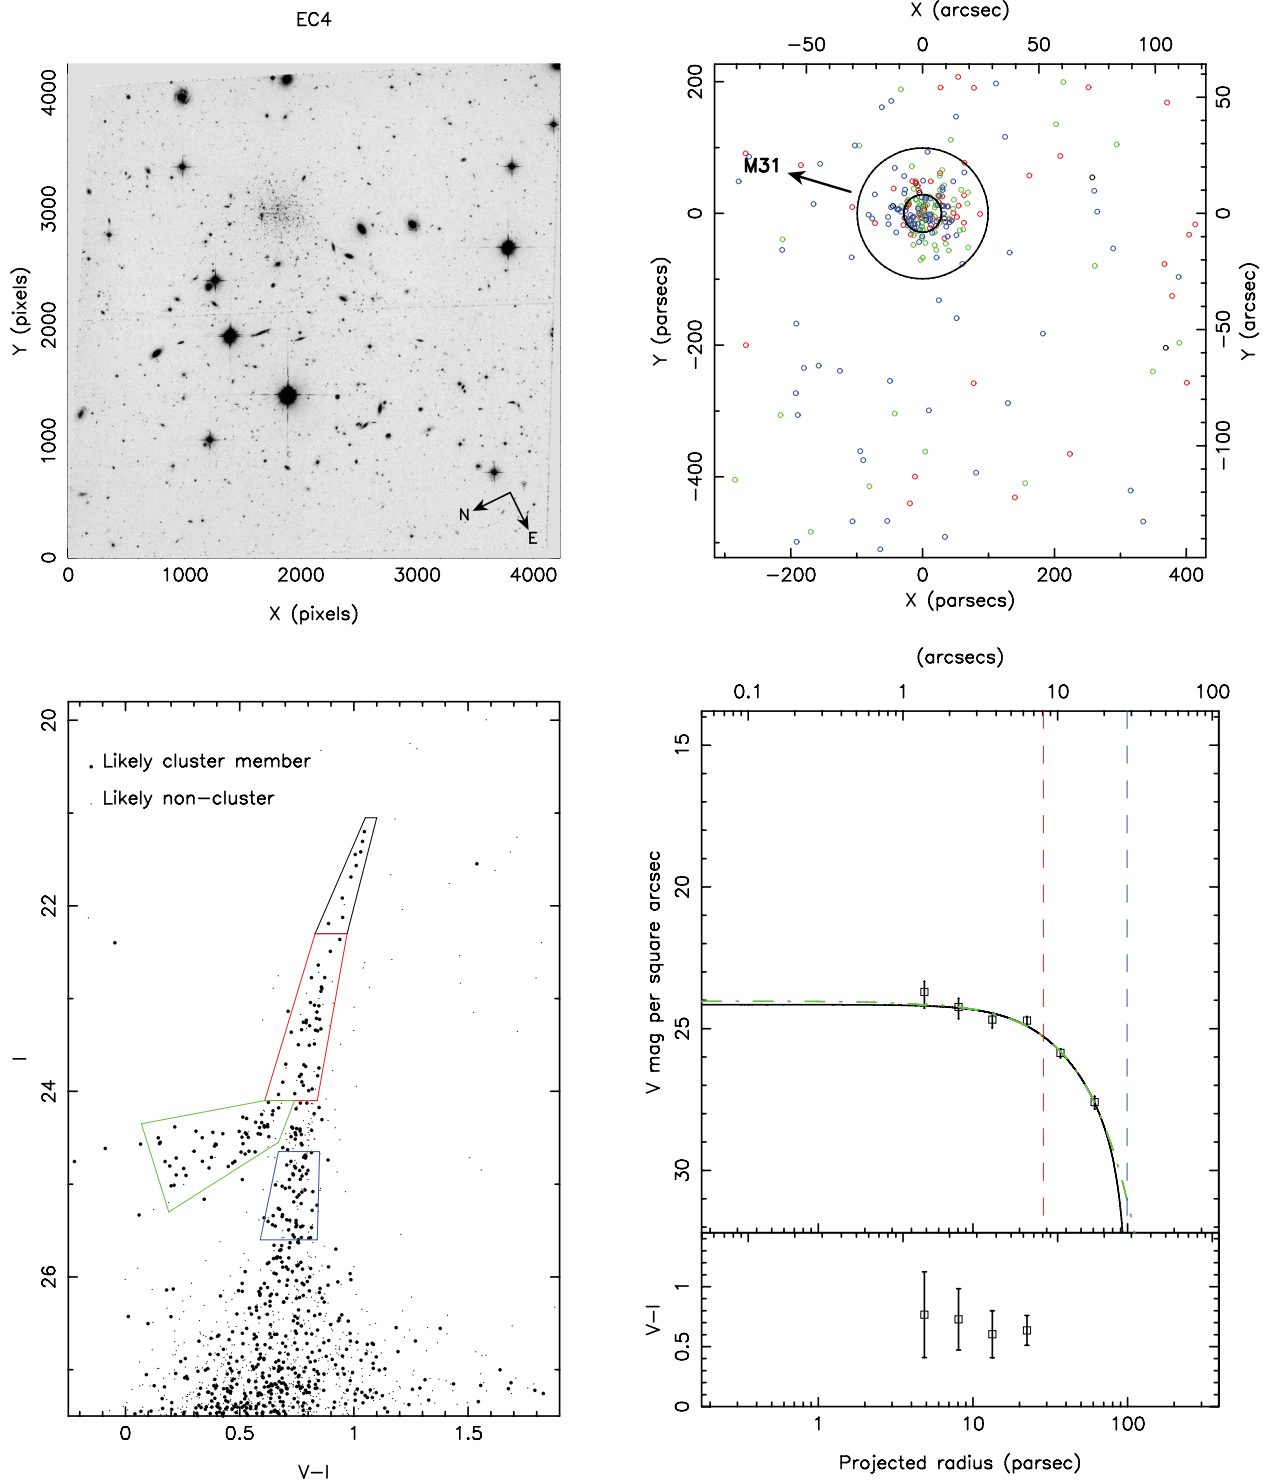 EC4
4000
3000
2000
1000
0
Y (pixels)
N
E
0 1000 2000 3000 4000
X (pixels)
X (arcsec)
−50 0 50 100
200
0
−200
−400
Y (parsecs)
M31
50
0
−50
−100
Y (arcsec)
−200 0 200 400
X (parsecs)
20
22
24
26
I
Likely cluster member
Likely non−cluster
0 0.5 1 1.5
V−I
(arcsecs)
0.1 1 10 100
15
20
25
30
V mag per square arcsec
1
0.5
0
V−I
1 10 100
Projected radius (parsec)